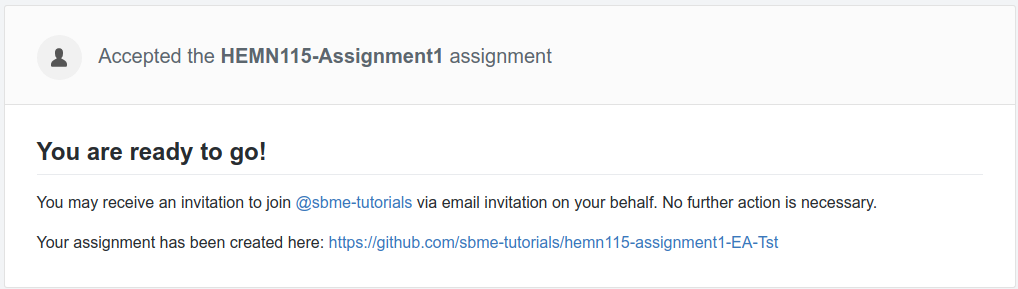 Accepted the HEMN115-Assignment1 assignment
You are ready to go!
You may receive an invitation to join @sbme-tutorials via email invitation on your behalf. No further action is necessary.
Your assignment has been created here: https://github.com/sbme-tutorials/hemn115-assignment1-EA-Tst